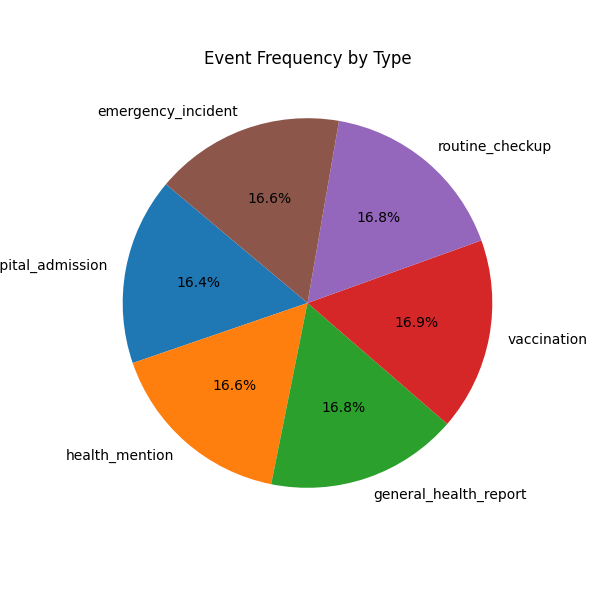 Event Frequency by Type
emergency_incident
routine_checkup
16.6%
16.8%
pital_admission
16.4%
16.9%
vaccination
16.6%
16.8%
health_mention
general_health_report